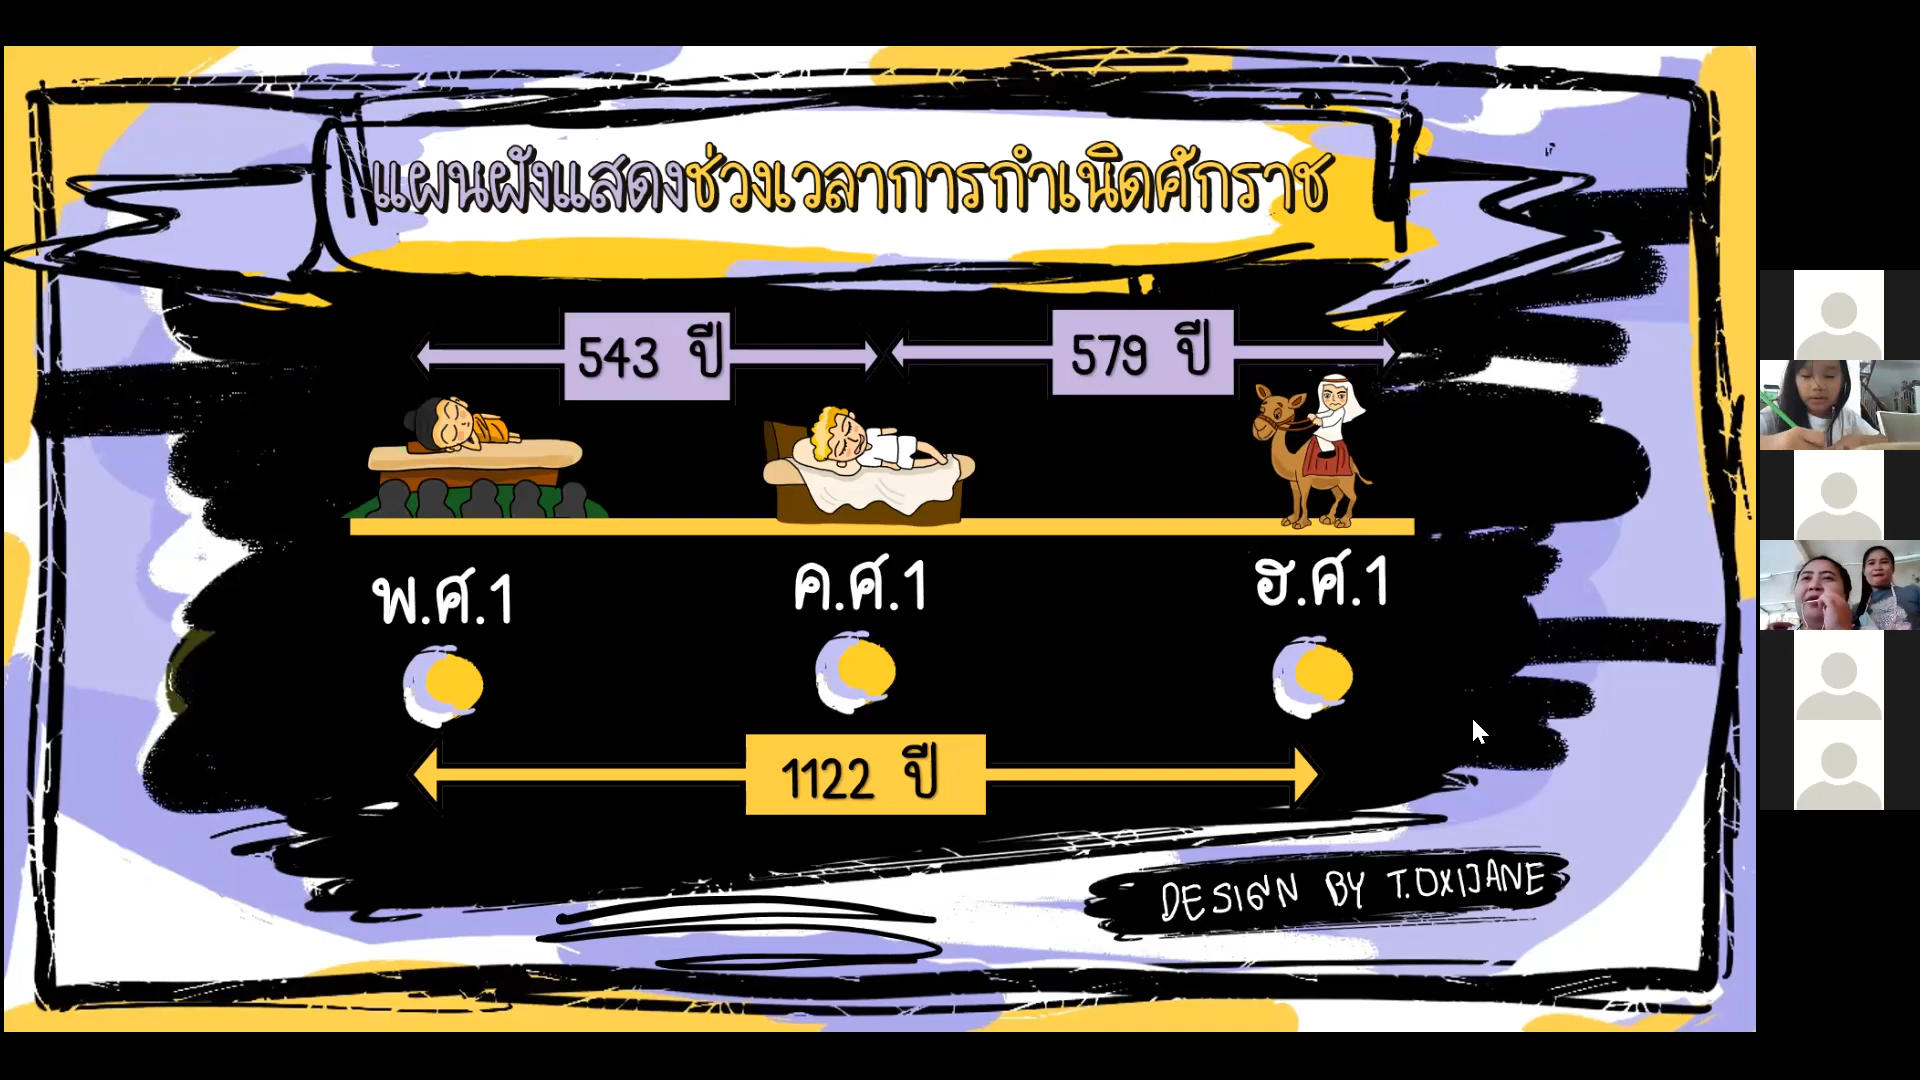 แผนผังแสดงช่วงเวลาการกำเนิดศักราช
543 ปี
579 ปี
พ.ศ.1
ค.ศ.1
ฮ.ศ.1
1122 ปี
DESIGN BY T.OXIJANE